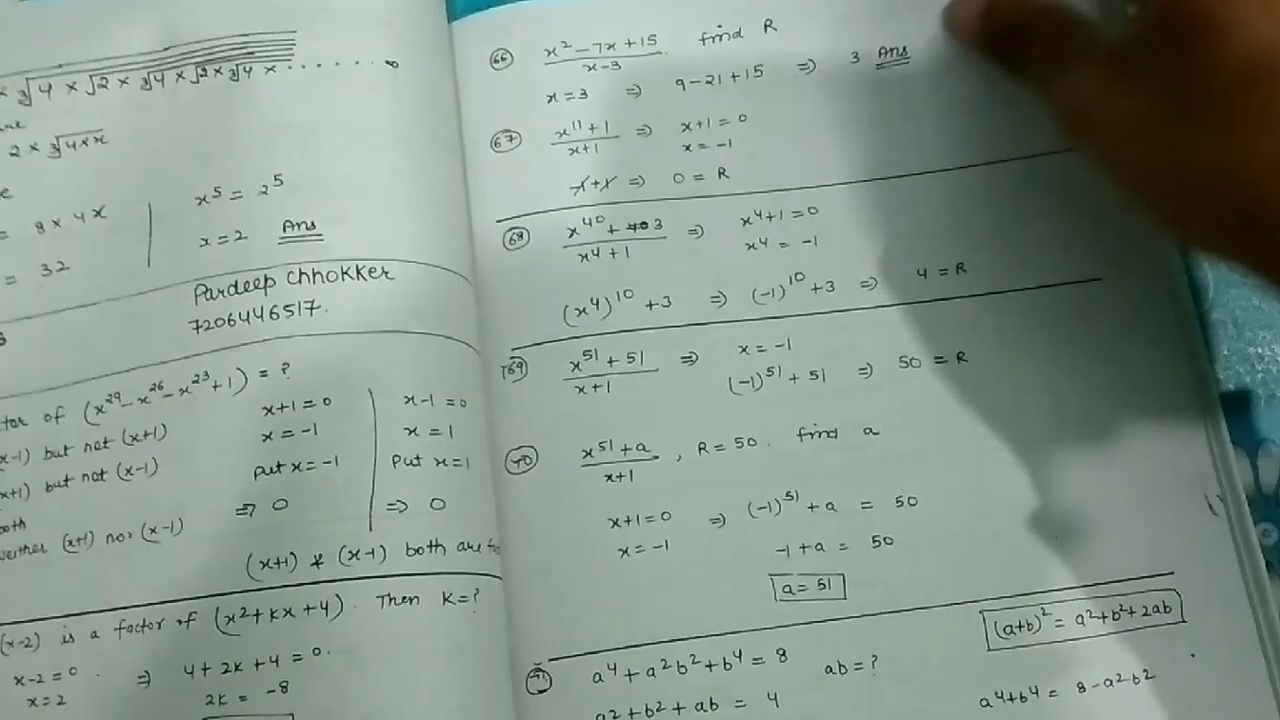 × ∛4 × √2 × ∛4 × √2 × ∛4 × . . . . . . ∞
2 × ∛4×x
= 8 × 4x
= 32
x⁵ = 2⁵
x = 2 Ans
Pardeep Chhokker
7206446517.
of (x²⁹ - x²⁶ - x²³ + 1) = ?
(x-1) but not (x+1)
(x+1) but not (x-1)
(x+1) nor (x-1)
x+1 = 0
x = -1
Put x = -1
⇒ 0
x-1 = 0
x = 1
Put x = 1
⇒ 0
(x+1) & (x-1) both are
(x-2) is a factor of (x²+kx+4). Then K=?
x-2 = 0
x = 2
⇒ 4 + 2k + 4 = 0.
2k = -8
66 (x² - 7x + 15)/(x-3) find R
x = 3 ⇒ 9 - 21 + 15 ⇒ 3 Ans
67 (x¹¹ + 1)/(x+1) ⇒ x+1 = 0
x = -1
-1+1 ⇒ 0 = R
68 (x⁴⁰ + 3)/(x⁴+1) ⇒ x⁴+1 = 0
x⁴ = -1
(x⁴)¹⁰ + 3 ⇒ (-1)¹⁰ + 3 ⇒ 4 = R
69 (x⁵¹ + 51)/(x+1) ⇒ x = -1
(-1)⁵¹ + 51 ⇒ 50 = R
70 (x⁵¹ + a)/(x+1), R = 50. find a
x+1 = 0 ⇒ (-1)⁵¹ + a = 50
x = -1
-1 + a = 50
a = 51
71 a⁴ + a²b² + b⁴ = 8 ab = ?
a² + b² + ab = 4
(a+b)² = a²+b²+2ab
a⁴+b⁴ = 8 - a²b²